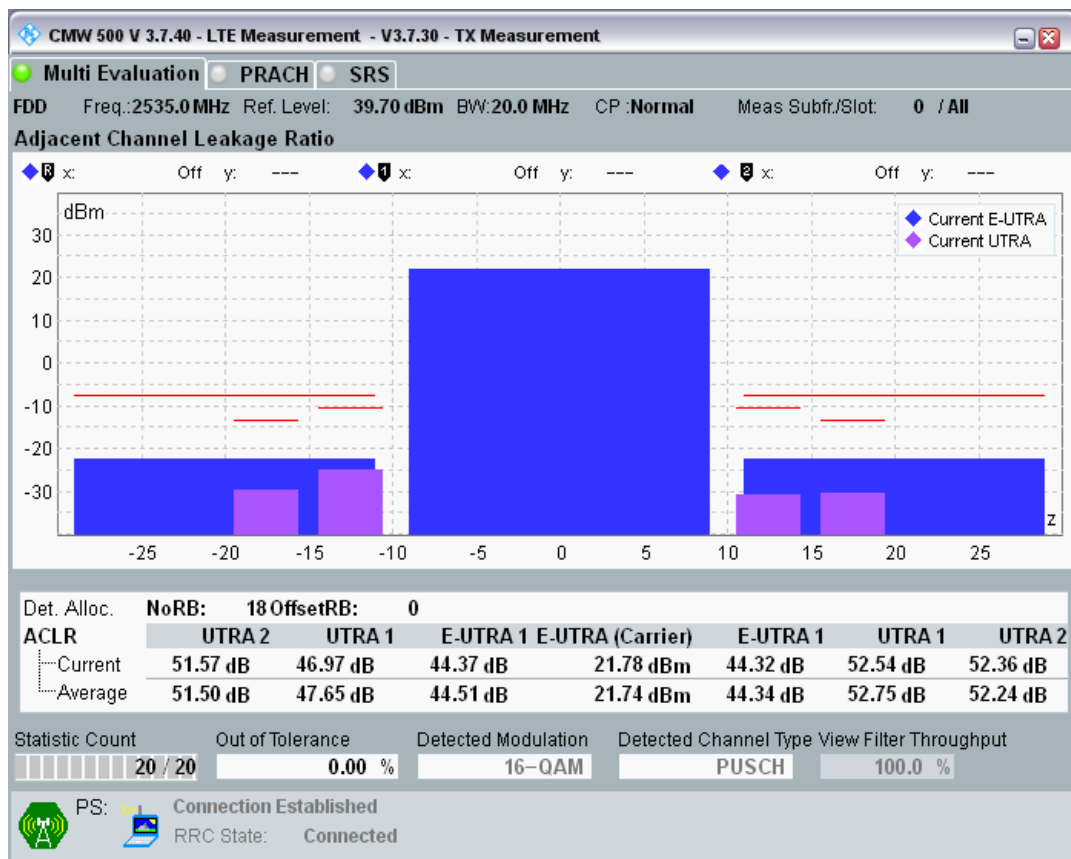 CMW 500 V 3.7.40 - LTE Measurement - V3.7.30 - TX Measurement
Multi Evaluation PRACH SRS
FDD Freq.:2535.0 MHz Ref. Level: 39.70 dBm BW:20.0 MHz CP :Normal Meas Subfr./Slot: 0 / All
Adjacent Channel Leakage Ratio
R x: Off y: --- 1 x: Off y: --- 2 x: Off y: ---
dBm
Current E-UTRA
Current UTRA
30
20
10
0
-10
-20
-30
z
-25 -20 -15 -10 -5 0 5 10 15 20 25
Det. Alloc. NoRB: 18 OffsetRB: 0
ACLR UTRA 2 UTRA 1 E-UTRA 1 E-UTRA (Carrier) E-UTRA 1 UTRA 1 UTRA 2
Current 51.57 dB 46.97 dB 44.37 dB 21.78 dBm 44.32 dB 52.54 dB 52.36 dB
Average 51.50 dB 47.65 dB 44.51 dB 21.74 dBm 44.34 dB 52.75 dB 52.24 dB
Statistic Count Out of Tolerance Detected Modulation Detected Channel Type View Filter Throughput
20 / 20 0.00 % 16-QAM PUSCH 100.0 %
PS: Connection Established
RRC State: Connected